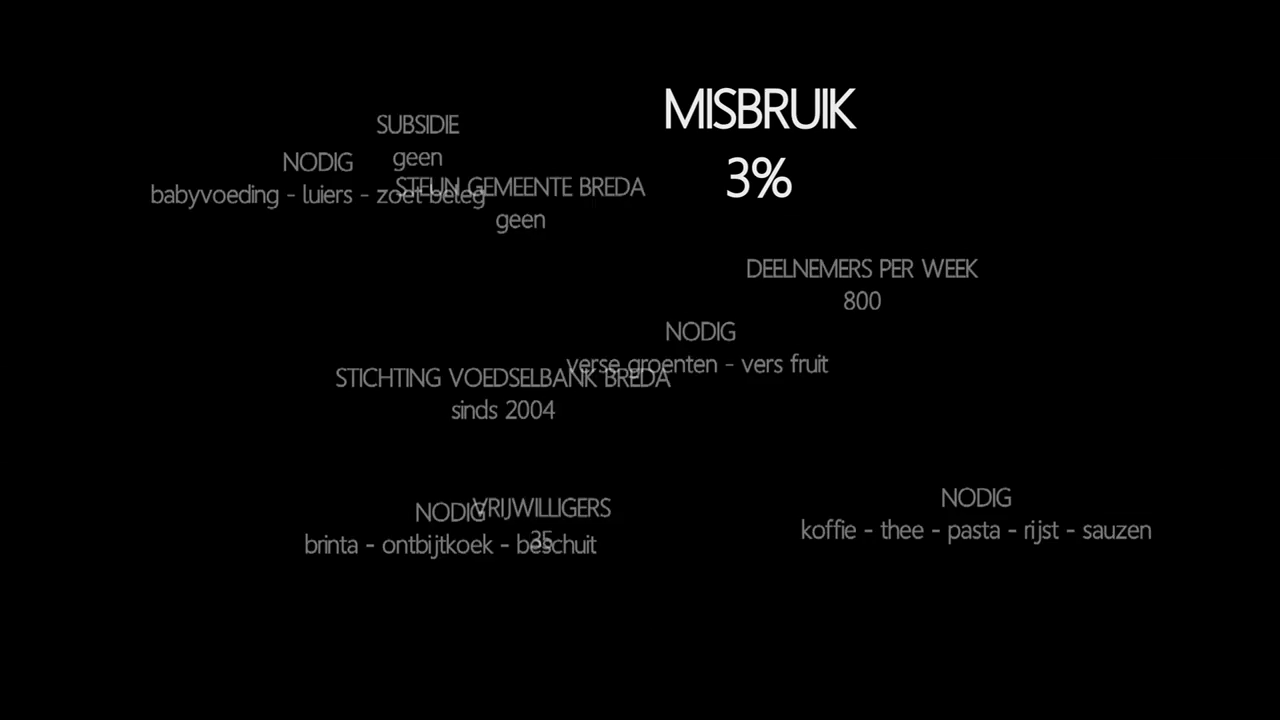 MISBRUIK
3%
SUBSIDIE
geen
NODIG
babyvoeding - luiers - zoet beleg
STEUN GEMEENTE BREDA
geen
DEELNEMERS PER WEEK
800
NODIG
verse groenten - vers fruit
STICHTING VOEDSELBANK BREDA
sinds 2004
NODIG
brinta - ontbijtkoek - beschuit
VRIJWILLIGERS
35
NODIG
koffie - thee - pasta - rijst - sauzen